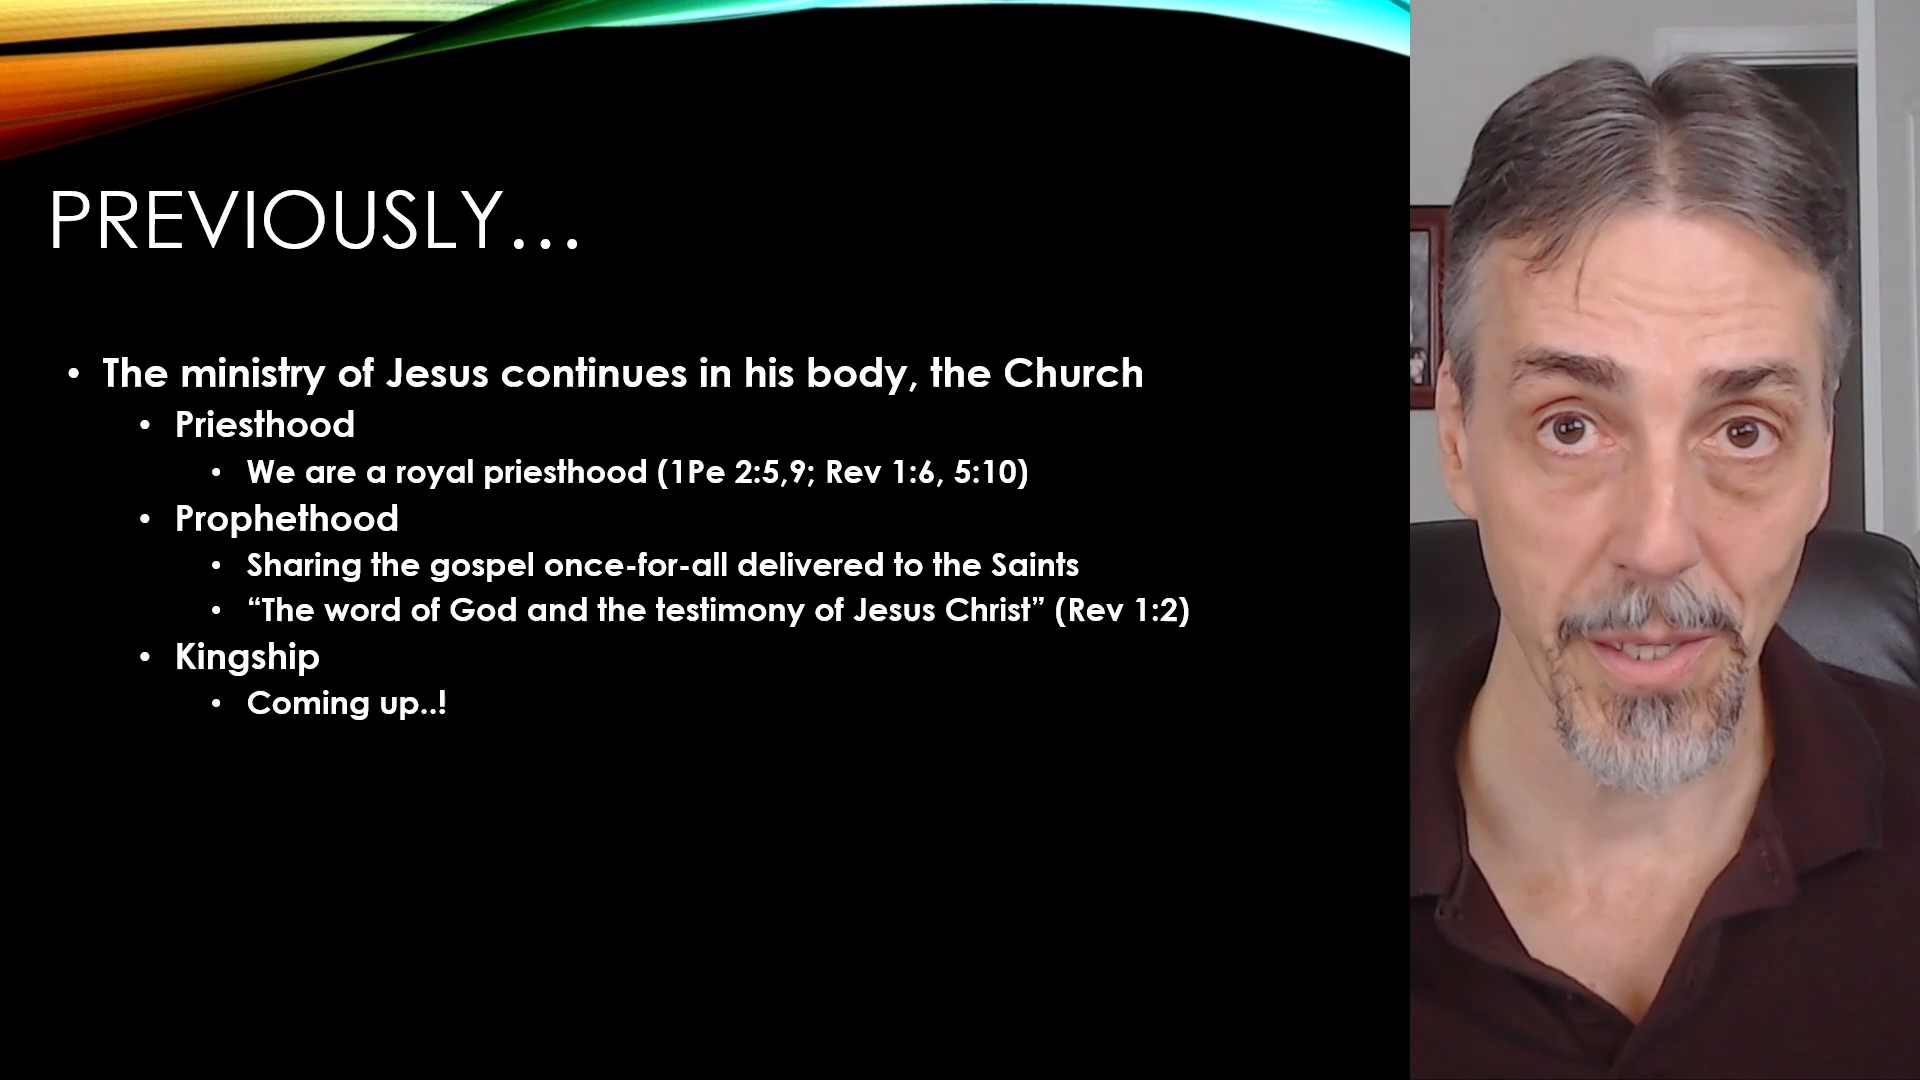 PREVIOUSLY...
• The ministry of Jesus continues in his body, the Church
• Priesthood
• We are a royal priesthood (1Pe 2:5,9; Rev 1:6, 5:10)
• Prophethood
• Sharing the gospel once-for-all delivered to the Saints
• “The word of God and the testimony of Jesus Christ” (Rev 1:2)
• Kingship
• Coming up..!